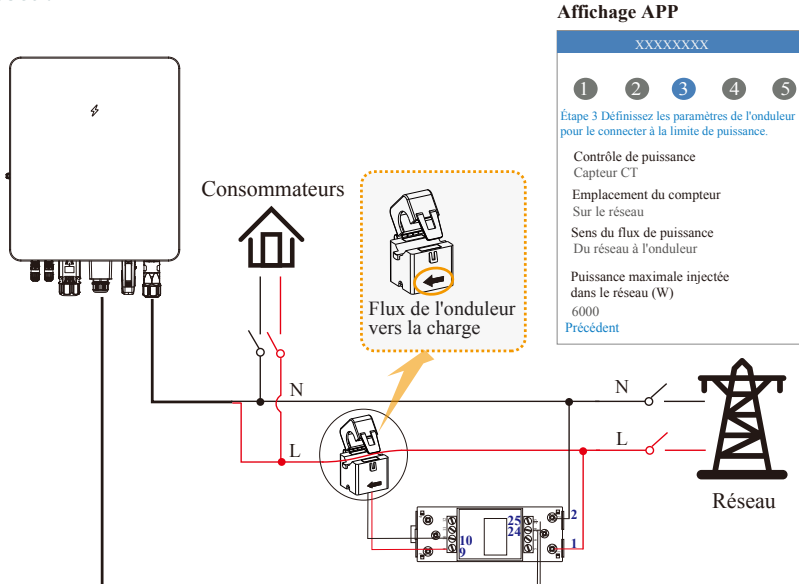 Affichage APP
XXXXXXXX
1 2 3 4 5
Étape 3 Définissez les paramètres de l'onduleur
pour le connecter à la limite de puissance.
Contrôle de puissance
Capteur CT
Emplacement du compteur
Sur le réseau
Sens du flux de puissance
Du réseau à l'onduleur
Puissance maximale injectée
dans le réseau (W)
6000
Précédent
Consommateurs
Flux de l'onduleur
vers la charge
N
N
L
L
Réseau
25
24
2
1
10
9